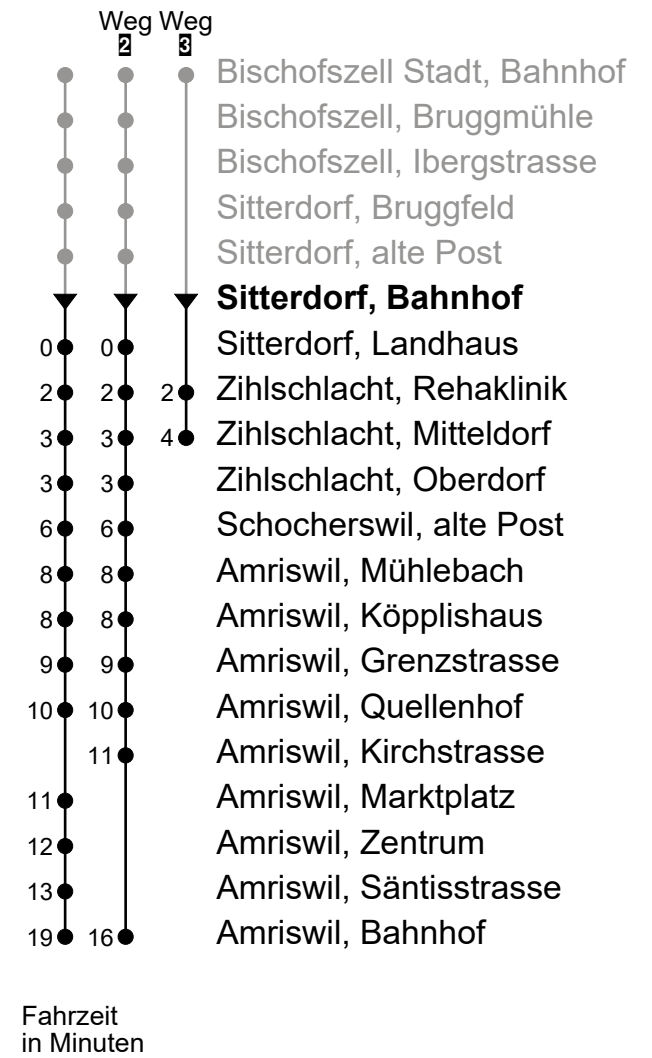 Weg Weg
2 3
Bischofszell Stadt, Bahnhof
Bischofszell, Bruggmühle
Bischofszell, Ibergstrasse
Sitterdorf, Bruggfeld
Sitterdorf, alte Post
Sitterdorf, Bahnhof
0 0 Sitterdorf, Landhaus
2 2 2 Zihlschlacht, Rehaklinik
3 3 4 Zihlschlacht, Mitteldorf
3 3 Zihlschlacht, Oberdorf
6 6 Schocherswil, alte Post
8 8 Amriswil, Mühlebach
8 8 Amriswil, Köpplishaus
9 9 Amriswil, Grenzstrasse
10 10 Amriswil, Quellenhof
11 Amriswil, Kirchstrasse
11 Amriswil, Marktplatz
12 Amriswil, Zentrum
13 Amriswil, Säntisstrasse
19 16 Amriswil, Bahnhof
Fahrzeit
in Minuten